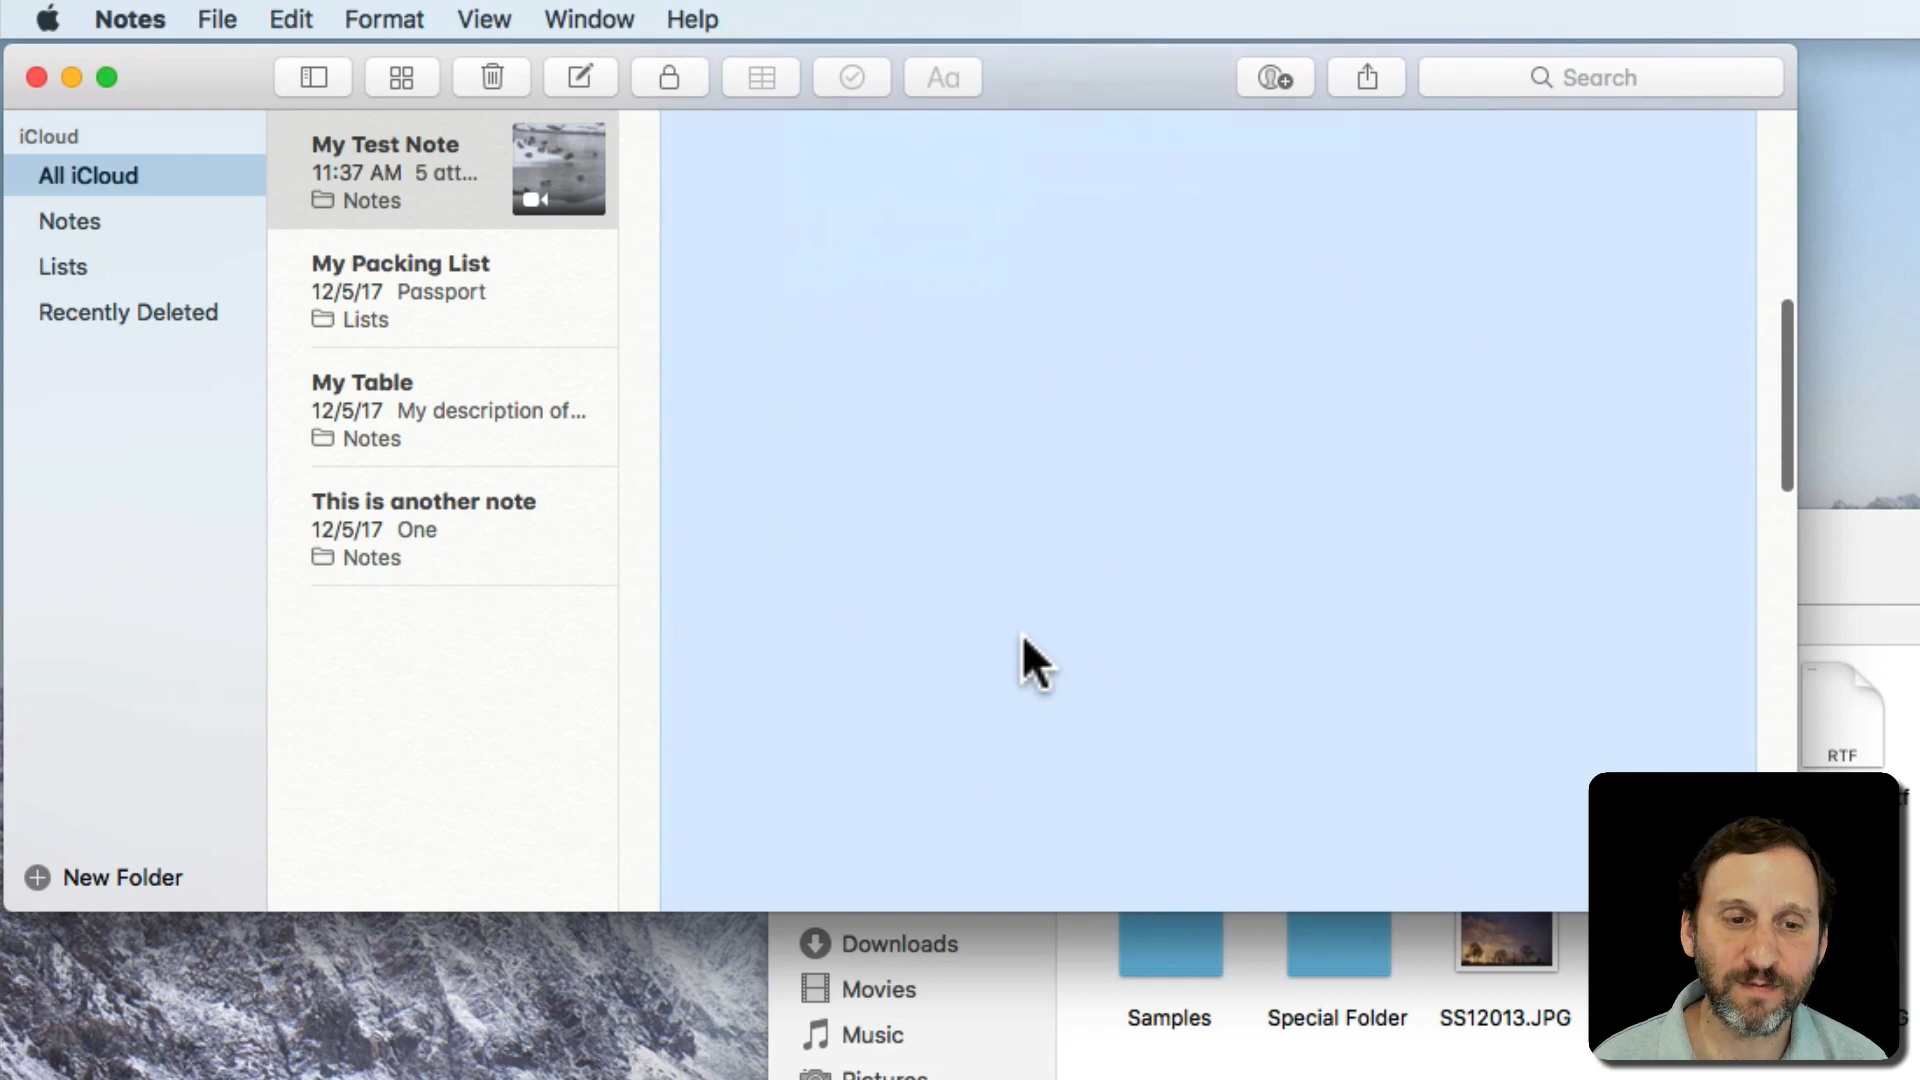 Notes File Edit Format View Window Help
Aa
Search
iCloud
All iCloud
Notes
Lists
Recently Deleted
New Folder
My Test Note
11:37 AM 5 att...
Notes
My Packing List
12/5/17 Passport
Lists
My Table
12/5/17 My description of...
Notes
This is another note
12/5/17 One
Notes
RTF
Downloads
Movies
Music
Samples
Special Folder
SS12013.JPG